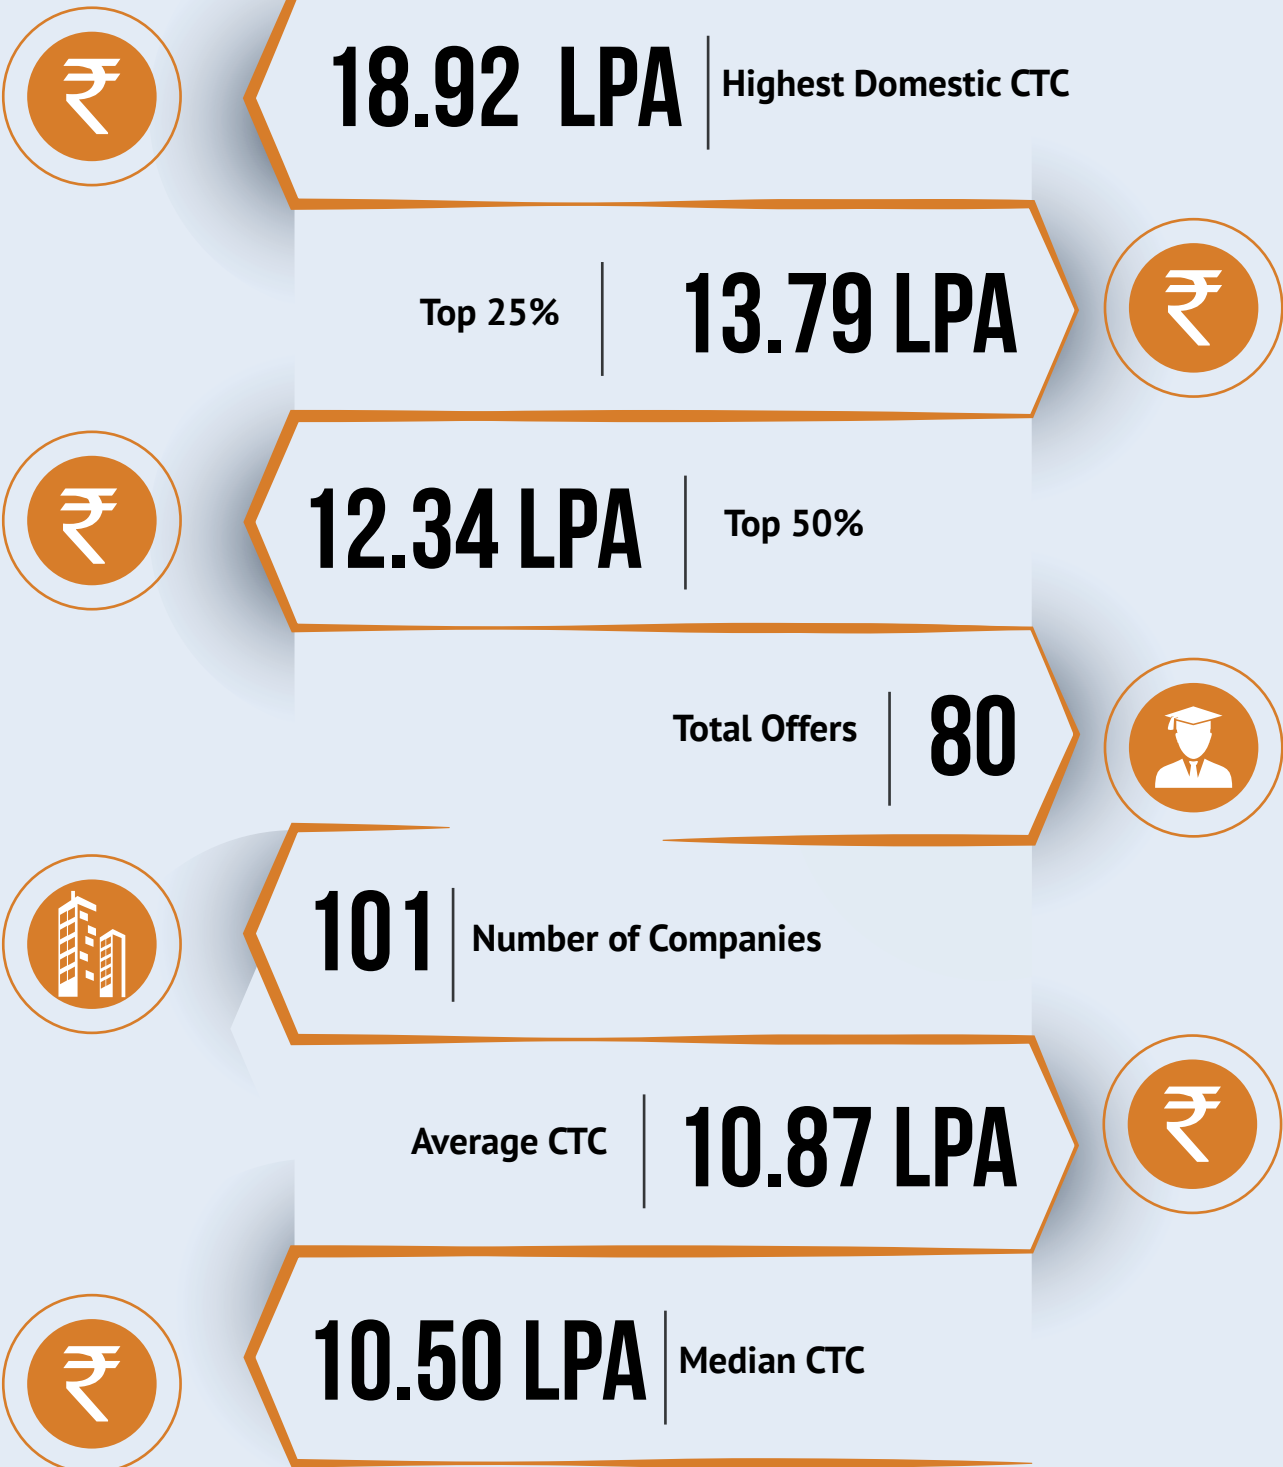 18.92 LPA Highest Domestic CTC
Top 25% 13.79 LPA
12.34 LPA Top 50%
Total Offers 80
101 Number of Companies
Average CTC 10.87 LPA
10.50 LPA Median CTC